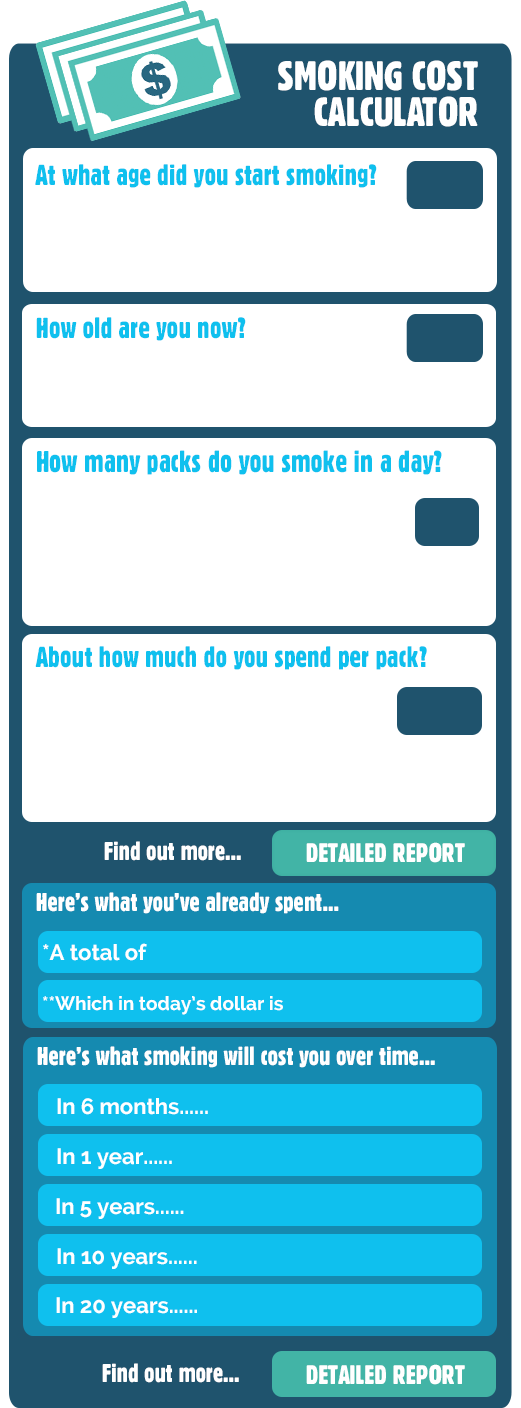 $
SMOKING COST
CALCULATOR
At what age did you start smoking?
How old are you now?
How many packs do you smoke in a day?
About how much do you spend per pack?
Find out more...
DETAILED REPORT
Here's what you've already spent...
*A total of
**Which in today's dollar is
Here's what smoking will cost you over time...
In 6 months......
In 1 year......
In 5 years......
In 10 years......
In 20 years......
Find out more...
DETAILED REPORT